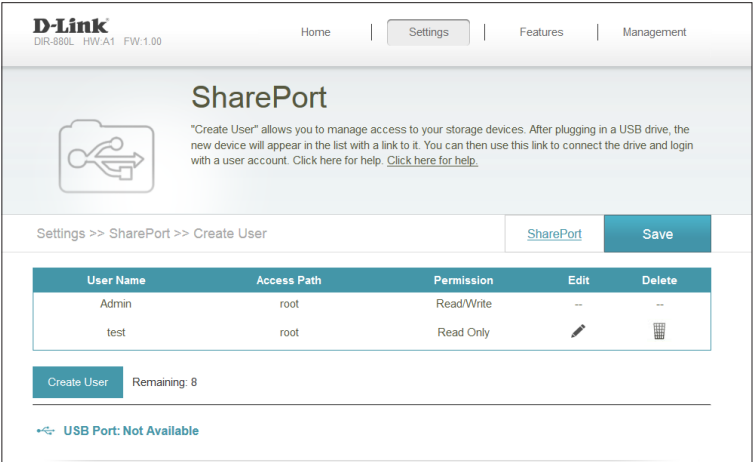 D-Link
DIR-880L HW:A1 FW:1.00
Home Settings Features Management
SharePort
"Create User" allows you to manage access to your storage devices. After plugging in a USB drive, the
new device will appear in the list with a link to it. You can then use this link to connect the drive and login
with a user account. Click here for help. Click here for help.
Settings >> SharePort >> Create User SharePort Save
User Name Access Path Permission Edit Delete
Admin root Read/Write -- --
test root Read Only
Create User Remaining: 8
USB Port: Not Available